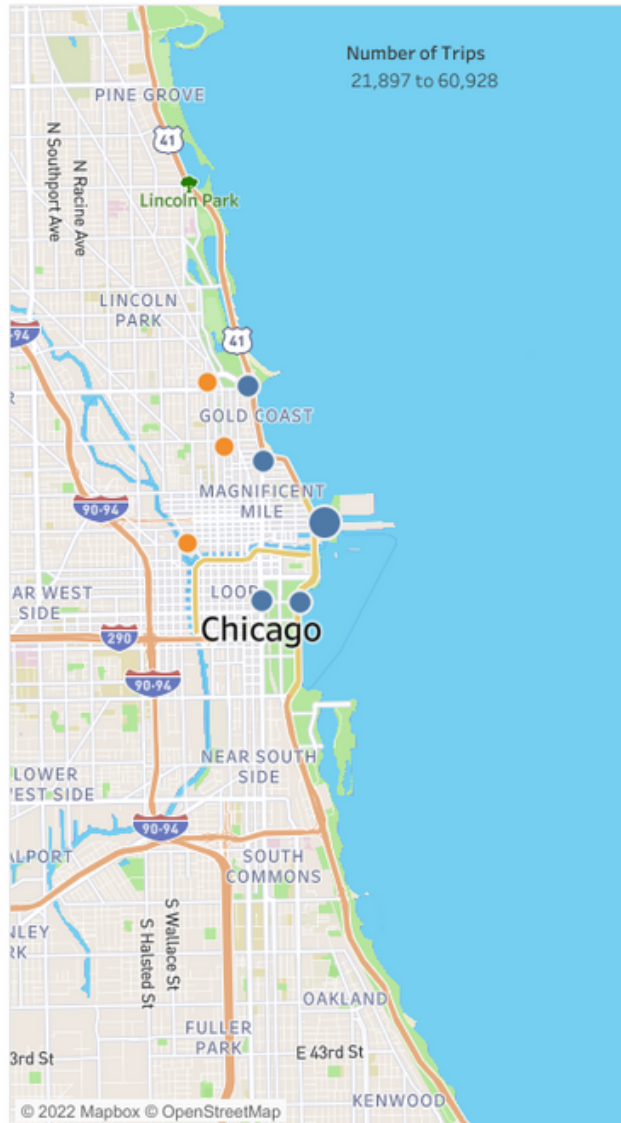 Number of Trips
21,897 to 60,928
PINE GROVE
41
N Southport Ave
N Racine Ave
Lincoln Park
LINCOLN
PARK
41
94
GOLD COAST
MAGNIFICENT
MILE
90-94
AR WEST
SIDE
LOOP
Chicago
290
90-94
NEAR SOUTH
SIDE
LOWER
EST SIDE
90-94
ALPORT
SOUTH
COMMONS
S Wallace St
S Halsted St
NLEY
RK
OAKLAND
FULLER
PARK
3rd St
E 43rd St
KENWOOD
© 2022 Mapbox © OpenStreetMap